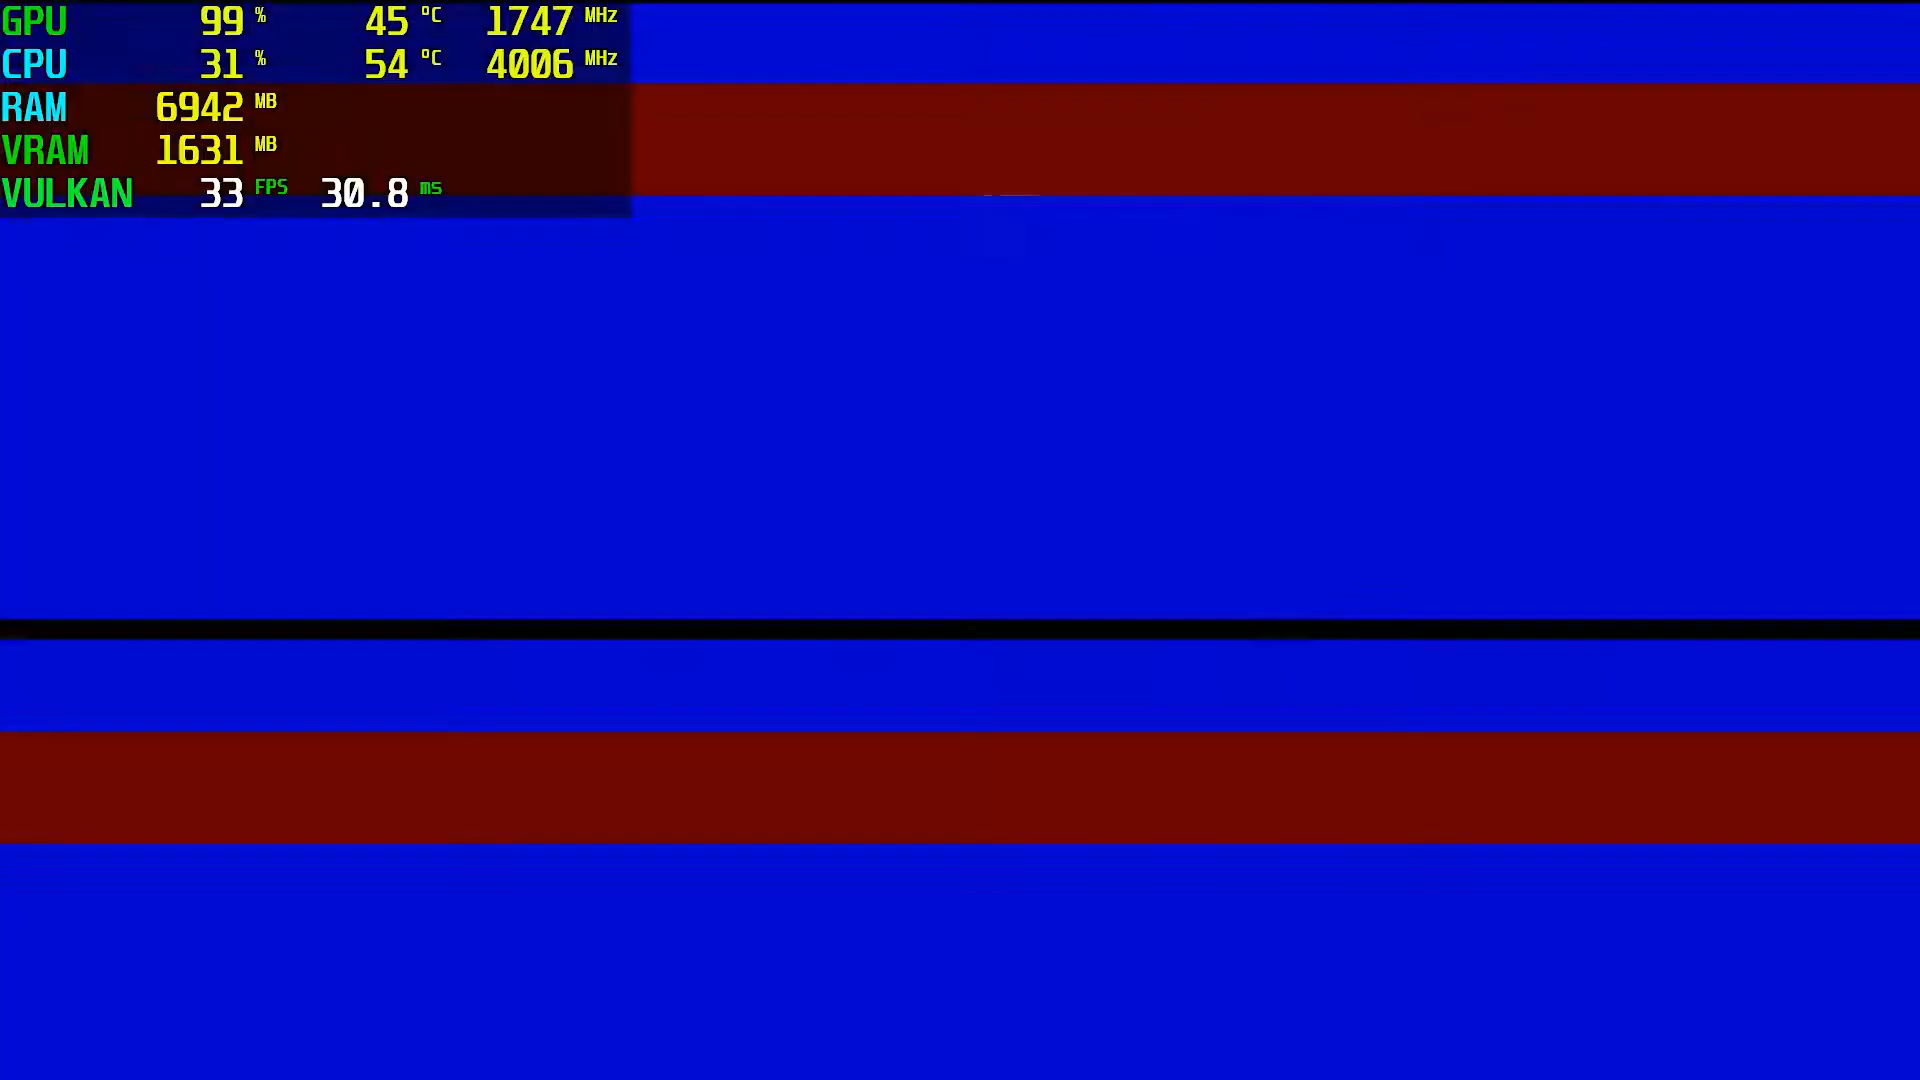 GPU 99 % 45 °C 1747 MHz
CPU 31 % 54 °C 4006 MHz
RAM 6942 MB
VRAM 1631 MB
VULKAN 33 FPS 30.8 ms